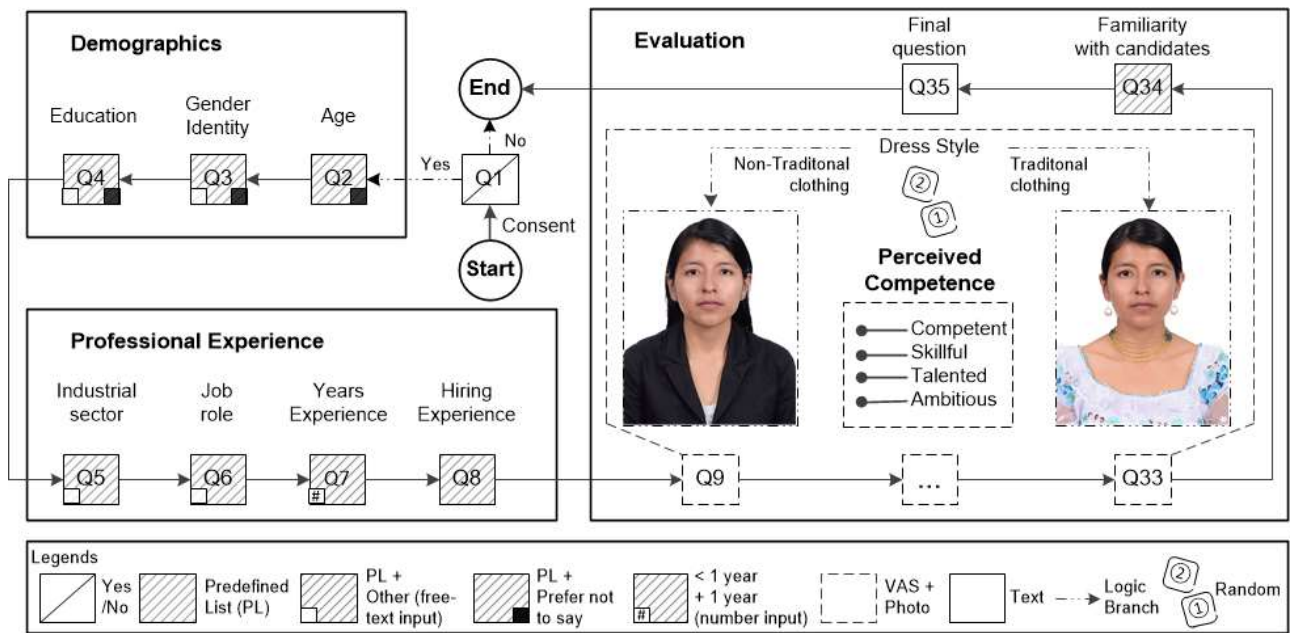 Demographics
Education
Gender
Identity
Age
Q4
Q3
Q2
Yes
No
Q1
End
Consent
Start
Professional Experience
Industrial
sector
Job
role
Years
Experience
Hiring
Experience
Q5
Q6
#
Q7
Q8
Evaluation
Final
question
Familiarity
with candidates
Q35
Q34
Dress Style
Non-Traditonal
clothing
Traditonal
clothing
2
1
Perceived
Competence
Competent
Skillful
Talented
Ambitious
Q9
...
Q33
Legends
Yes
/No
Predefined
List (PL)
PL +
Other (free-
text input)
PL +
Prefer not
to say
#
< 1 year
+ 1 year
(number input)
VAS +
Photo
Text
Logic
Branch
2
1
Random